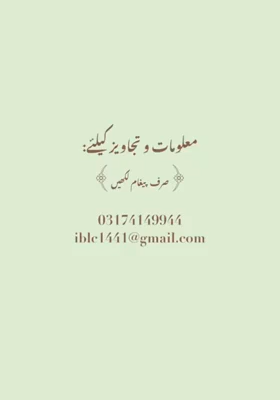 معلومات و تجاویز کیلئے:
صرف پیغام لکھیں
03174149944
iblc1441@gmail.com